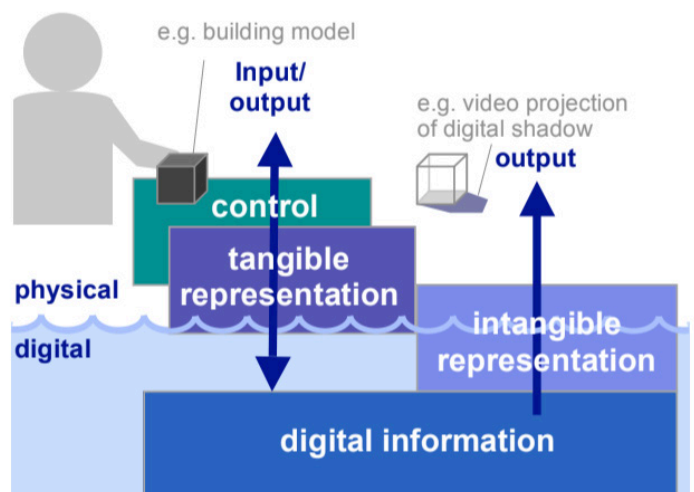 e.g. building model
Input/
output
e.g. video projection
of digital shadow
output
control
tangible
representation
physical
digital
intangible
representation
digital information